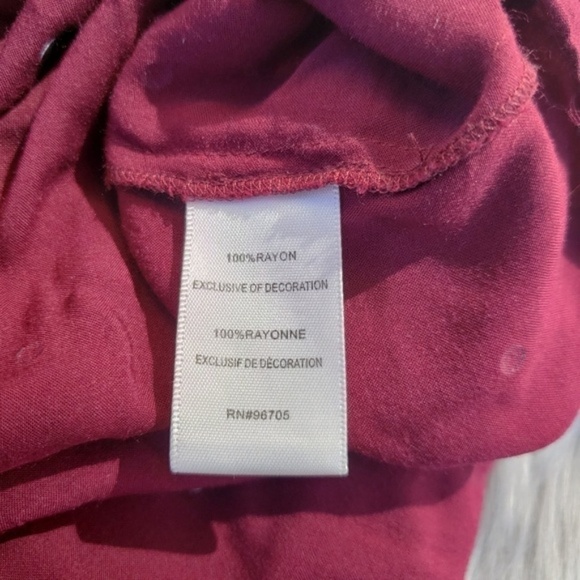 100%RAYON
EXCLUSIVE OF DECORATION
100%RAYONNE
EXCLUSIF DE DÉCORATION
RN#96705